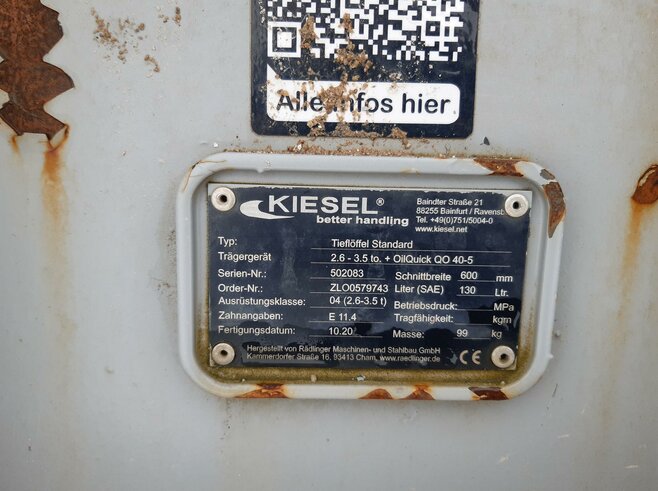 Alle Infos hier
KIESEL®
better handling
Baindter Straße 21
88255 Bainfurt / Ravenst.
Tel. +49(0)751/5004-0
www.kiesel.net
Typ: Tieflöffel Standard
Trägergerät 2.6 - 3.5 to. + OilQuick OQ 40-5
Serien-Nr.: 502083 Schnittbreite 600 mm
Order-Nr.: ZLO0579743 Liter (SAE) 130 Ltr.
Ausrüstungsklasse: 04 (2.6-3.5 t) Betriebsdruck: MPa
Zahnangaben: E 11.4 Tragfähigkeit: kgm
Fertigungsdatum: 10.20 Masse: 99 kg
Hergestellt von Rädlinger Maschinen- und Stahlbau GmbH
Kammerdorfer Straße 16, 93413 Cham, www.raedlinger.de
CE